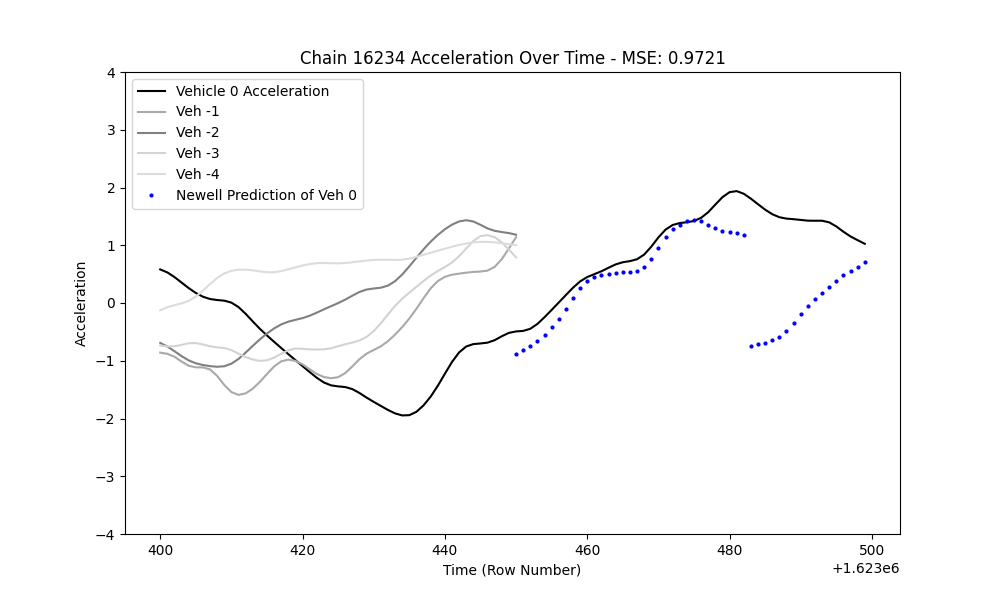 Chain 16234 Acceleration Over Time - MSE: 0.9721
4
3
2
1
0
−1
−2
−3
−4
Acceleration
Vehicle 0 Acceleration
Veh -1
Veh -2
Veh -3
Veh -4
Newell Prediction of Veh 0
400 420 440 460 480 500
+1.623e6
Time (Row Number)